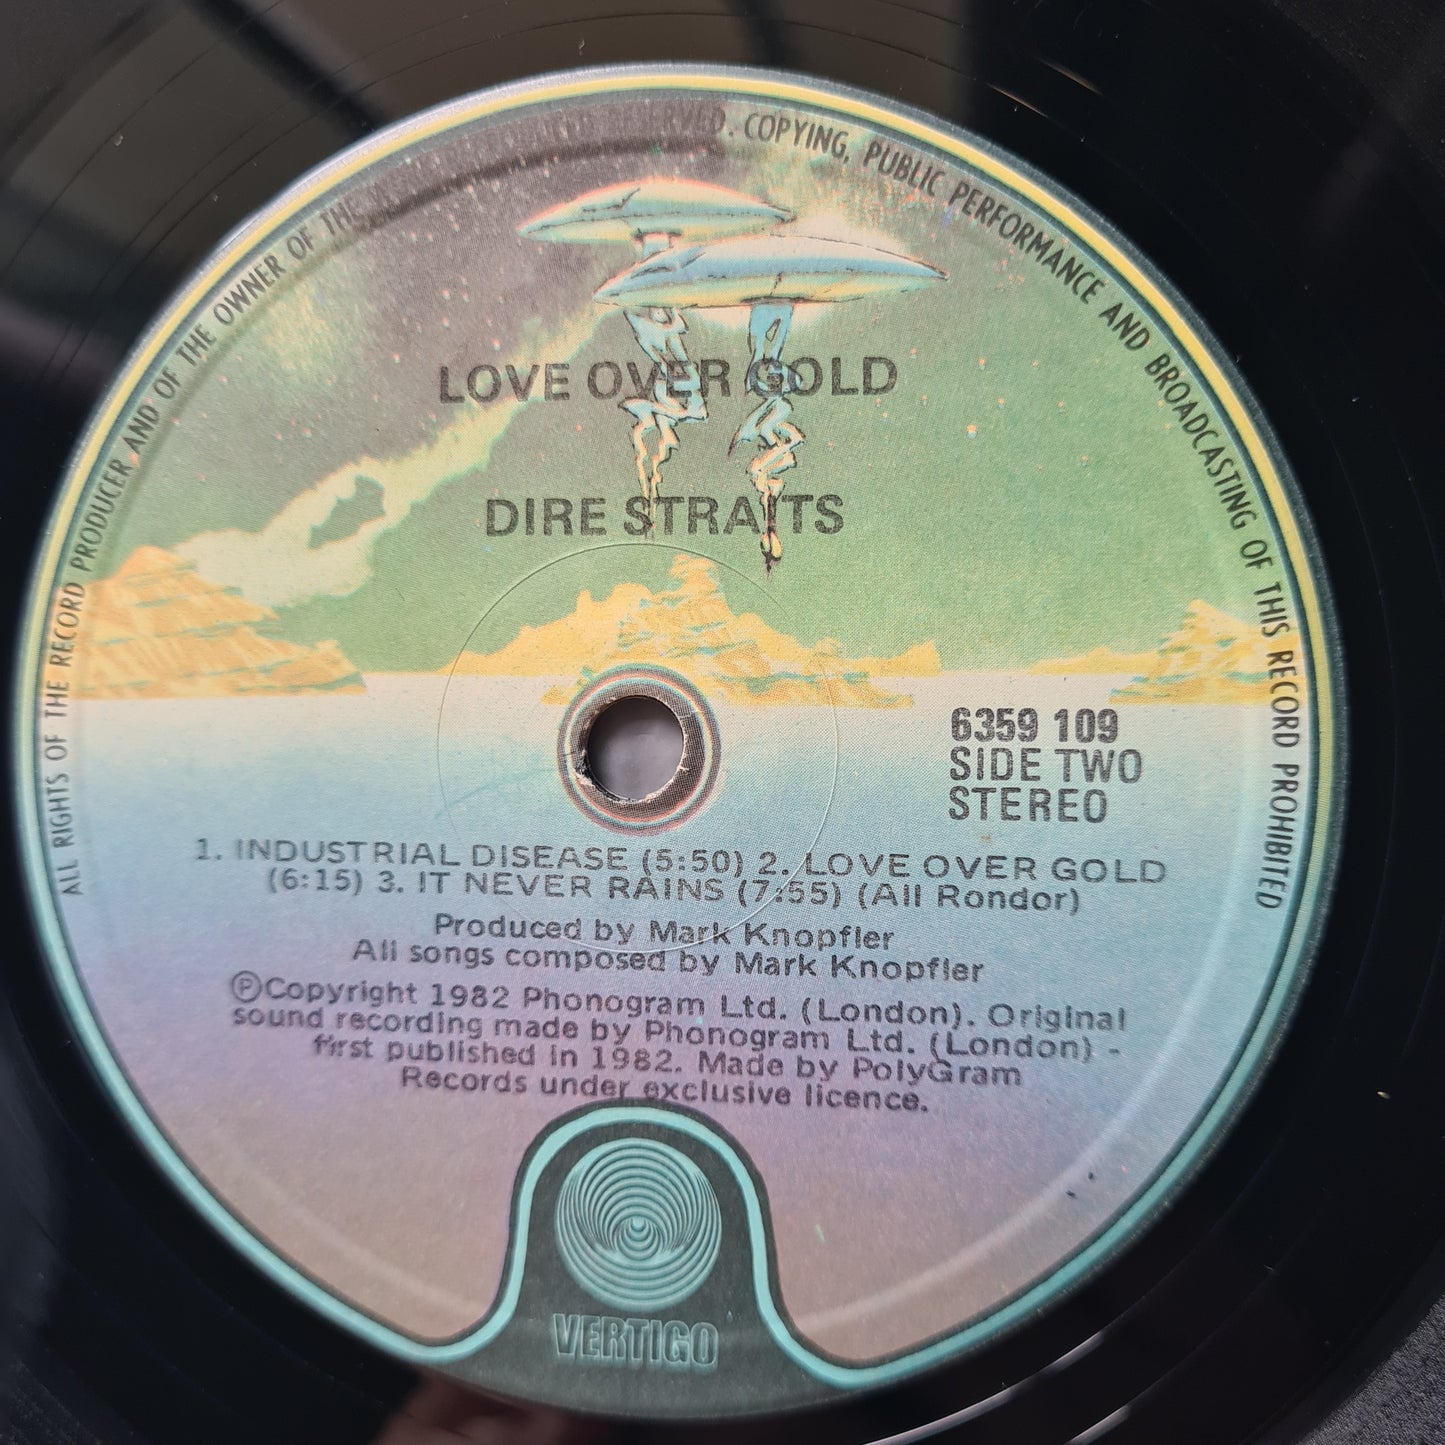 ALL RIGHTS OF THE RECORD PRODUCER AND OF THE OWNER OF THE RESERVED. COPYING, PUBLIC PERFORMANCE AND BROADCASTING OF THIS RECORD PROHIBITED
LOVE OVER GOLD
DIRE STRAITS
6359 109
SIDE TWO
STEREO
1. INDUSTRIAL DISEASE (5:50) 2. LOVE OVER GOLD
(6:15) 3. IT NEVER RAINS (7:55) (All Rondor)
Produced by Mark Knopfler
All songs composed by Mark Knopfler
ⓅCopyright 1982 Phonogram Ltd. (London). Original
sound recording made by Phonogram Ltd. (London) -
first published in 1982. Made by PolyGram
Records under exclusive licence.
VERTIGO